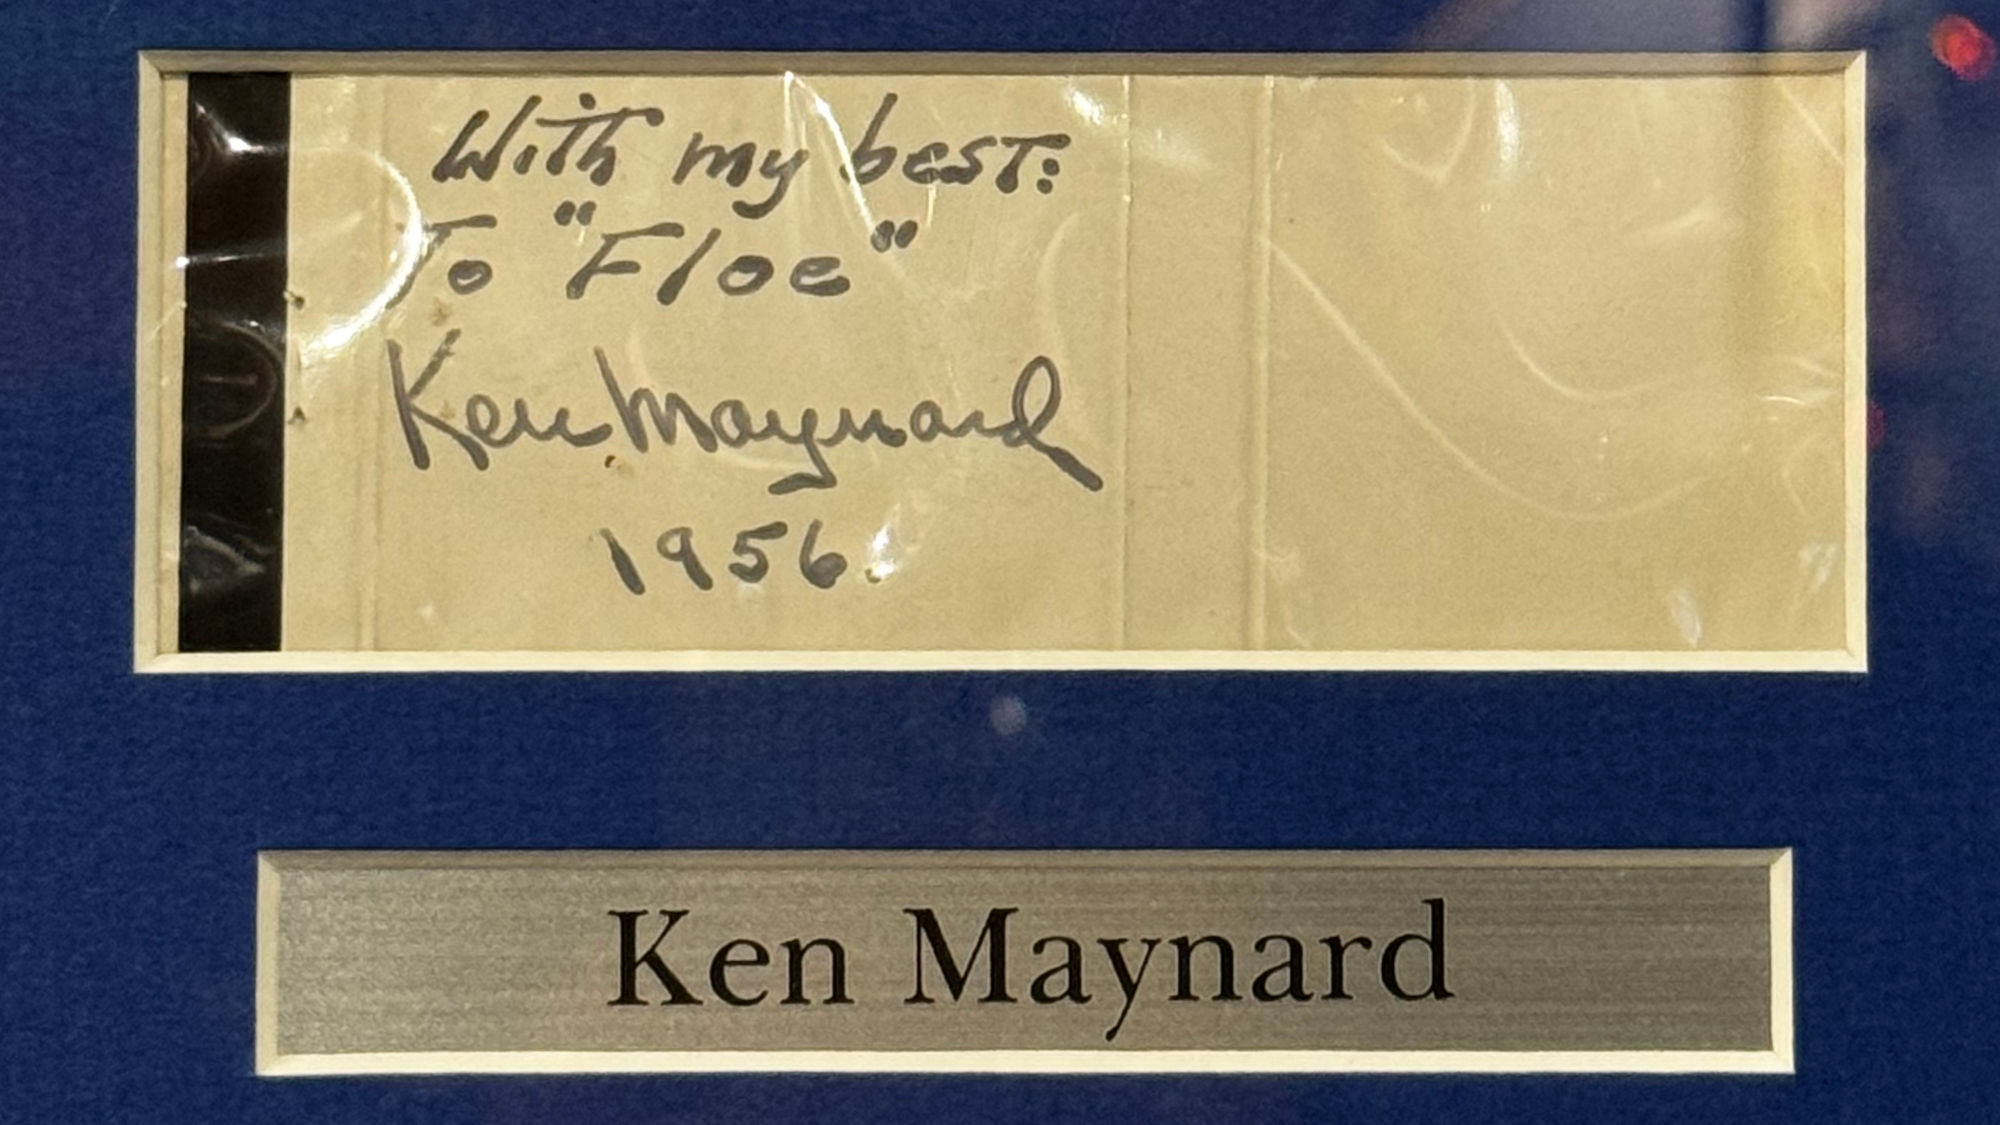 With my best:
To "Floe"
Ken Maynard
1956.
Ken Maynard